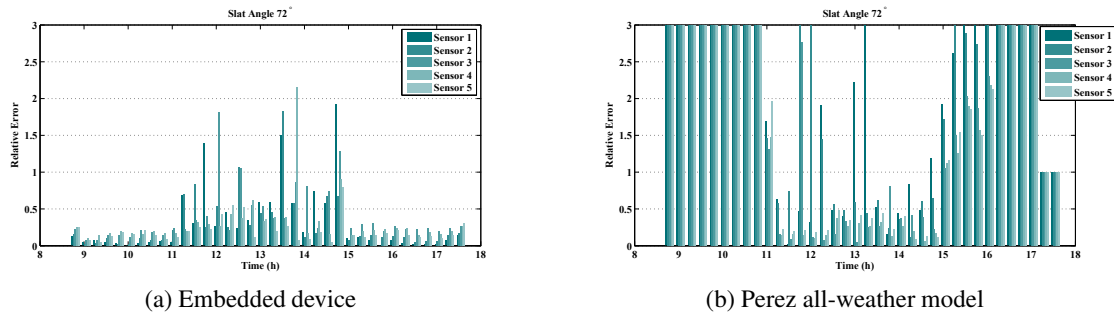 Slat Angle 72°
3
2.5
2
1.5
1
0.5
0
Relative Error
8 9 10 11 12 13 14 15 16 17 18
Time (h)
Sensor 1
Sensor 2
Sensor 3
Sensor 4
Sensor 5
(a) Embedded device
Slat Angle 72°
3
2.5
2
1.5
1
0.5
0
Relative Error
8 9 10 11 12 13 14 15 16 17 18
Time (h)
Sensor 1
Sensor 2
Sensor 3
Sensor 4
Sensor 5
(b) Perez all-weather model